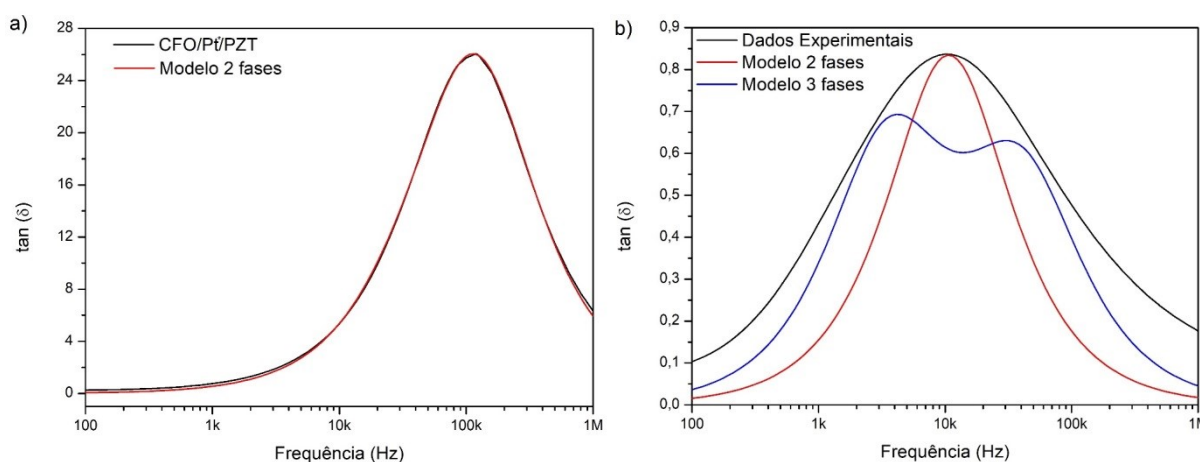 a)
CFO/Pt/PZT
Modelo 2 fases
28
24
20
16
12
8
4
0
tan (δ)
100
1k
10k
100k
1M
Frequência (Hz)
b)
Dados Experimentais
Modelo 2 fases
Modelo 3 fases
0,9
0,8
0,7
0,6
0,5
0,4
0,3
0,2
0,1
0,0
tan (δ)
100
1k
10k
100k
1M
Frequência (Hz)